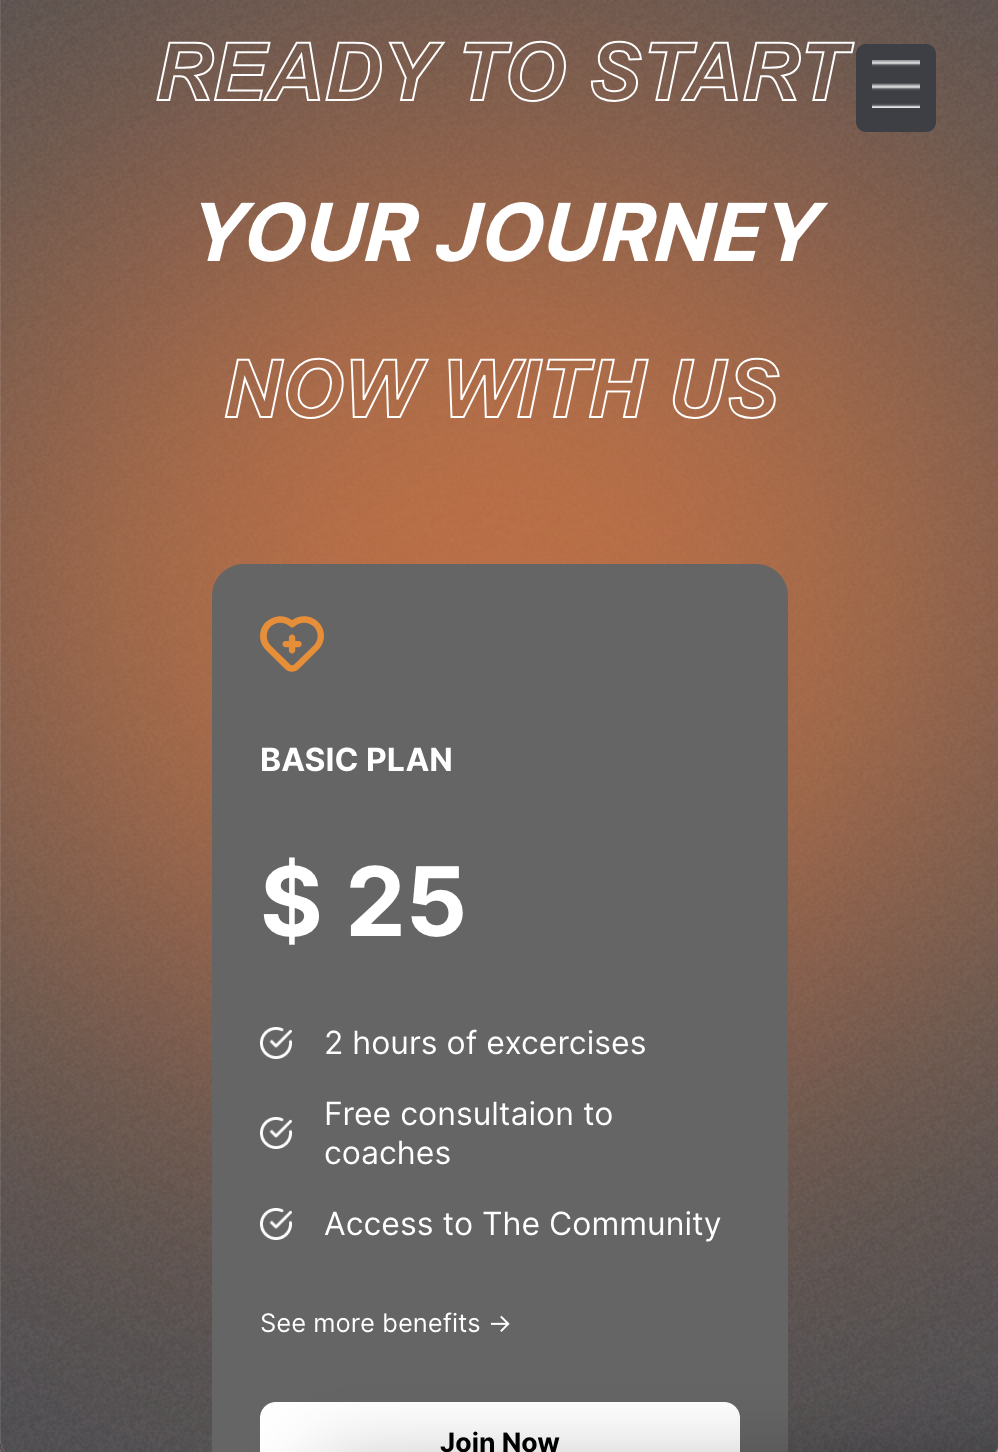 READY TO START
YOUR JOURNEY
NOW WITH US
BASIC PLAN
$ 25
2 hours of excercises
Free consultaion to
coaches
Access to The Community
See more benefits →
Join Now